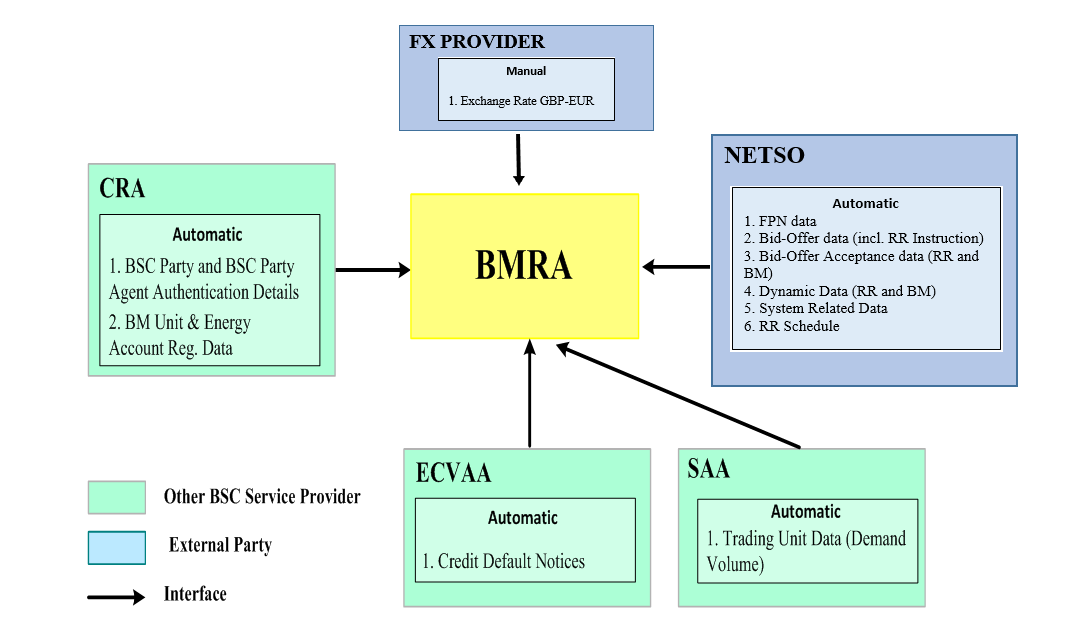 FX PROVIDER
Manual
1. Exchange Rate GBP-EUR
NETSO
Automatic
1. FPN data
2. Bid-Offer data (incl. RR Instruction)
3. Bid-Offer Acceptance data (RR and
BM)
4. Dynamic Data (RR and BM)
5. System Related Data
6. RR Schedule
CRA
Automatic
1. BSC Party and BSC Party
Agent Authentication Details
2. BM Unit & Energy
Account Reg. Data
BMRA
ECVAA
Automatic
1. Credit Default Notices
SAA
Automatic
1. Trading Unit Data (Demand
Volume)
Other BSC Service Provider
External Party
Interface